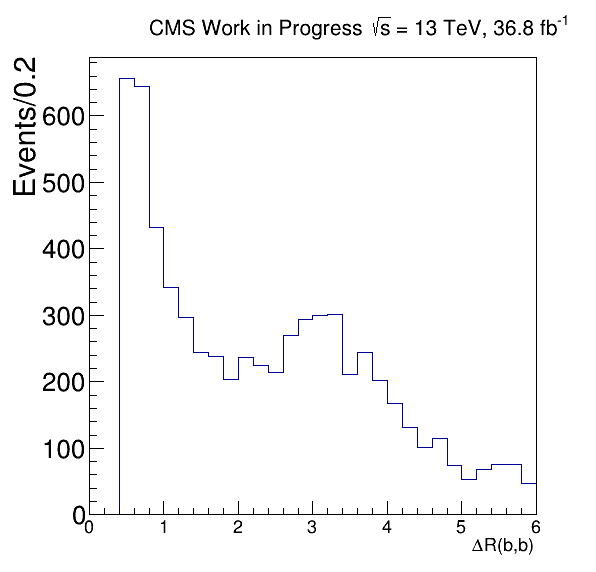 CMS Work in Progress √s = 13 TeV, 36.8 fb⁻¹
Events/0.2
600
500
400
300
200
100
0
0 1 2 3 4 5 6
ΔR(b,b)